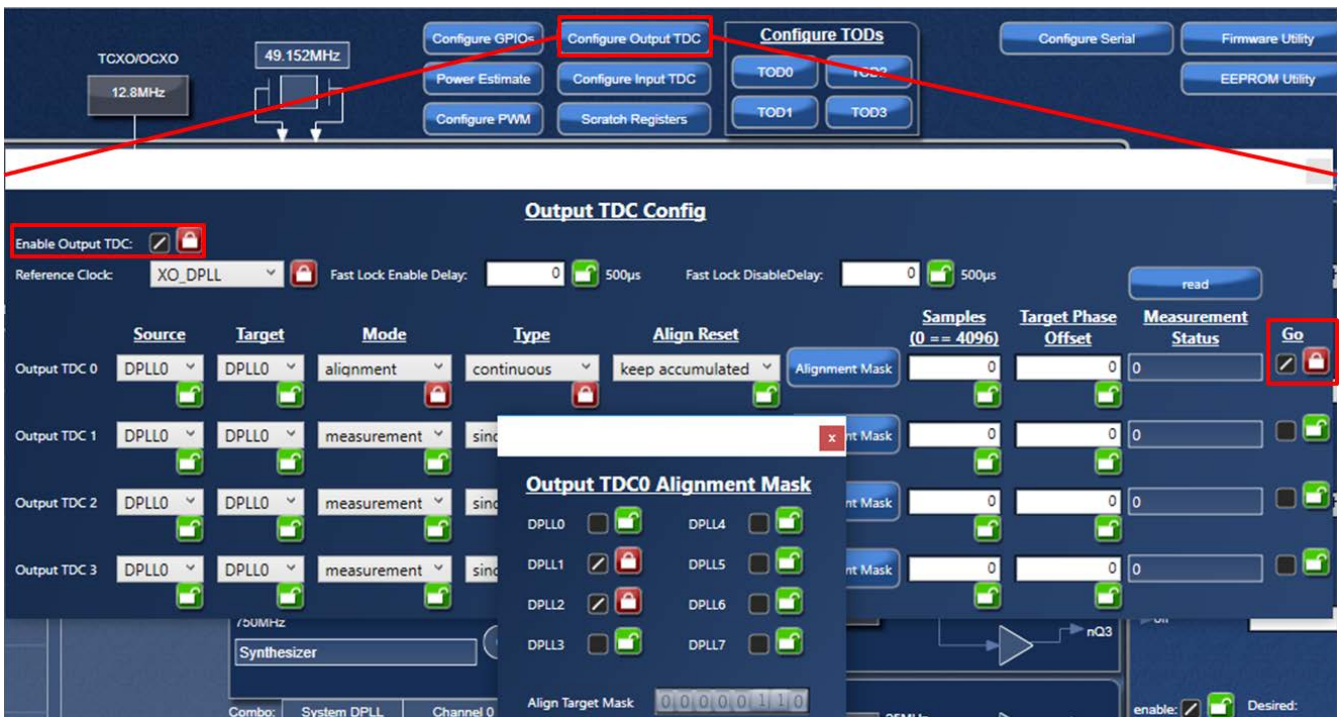 Configure GPIOs Configure Output TDC Configure TODs Configure Serial Firmware Utility
TCXO/OCXO 49.152MHz
12.8MHz Power Estimate Configure Input TDC TOD0 TOD2 EEPROM Utility
Configure PWM Scratch Registers TOD1 TOD3
Output TDC Config
Enable Output TDC:
Reference Clock: XO_DPLL Fast Lock Enable Delay: 0 500µs Fast Lock DisableDelay: 0 500µs read
Source Target Mode Type Align Reset Samples (0 == 4096) Target Phase Offset Measurement Status Go
Output TDC 0 DPLL0 DPLL0 alignment continuous keep accumulated Alignment Mask 0 0 0
Output TDC 1 DPLL0 DPLL0 measurement x nt Mask 0 0 0
Output TDC0 Alignment Mask
Output TDC 2 DPLL0 DPLL0 measurement nt Mask 0 0 0
DPLL0 DPLL4
DPLL1 DPLL5
Output TDC 3 DPLL0 DPLL0 measurement nt Mask 0 0 0
DPLL2 DPLL6
750MHz
DPLL3 DPLL7
Synthesizer nQ3
Align Target Mask 0 0 0 0 0 1 1 0
Combo: System DPLL Channel 0 enable: Desired: